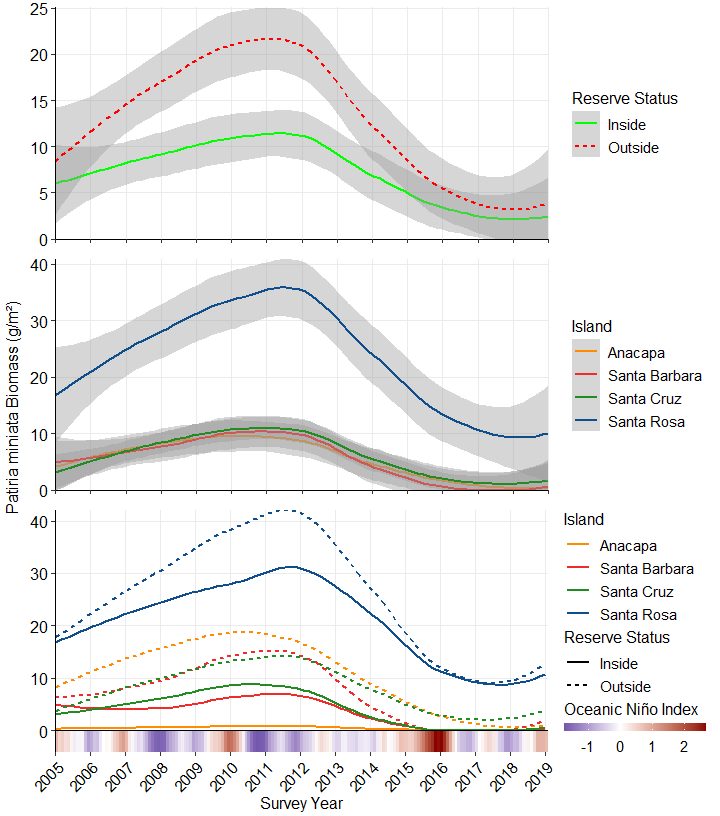 25
20
15
10
5
0
Reserve Status
Inside
Outside
40
30
20
10
0
Patiria miniata Biomass (g/m²)
Island
Anacapa
Santa Barbara
Santa Cruz
Santa Rosa
40
30
20
10
0
Island
Anacapa
Santa Barbara
Santa Cruz
Santa Rosa
Reserve Status
Inside
Outside
Oceanic Niño Index
-1 0 1 2
2005 2006 2007 2008 2009 2010 2011 2012 2013 2014 2015 2016 2017 2018 2019
Survey Year